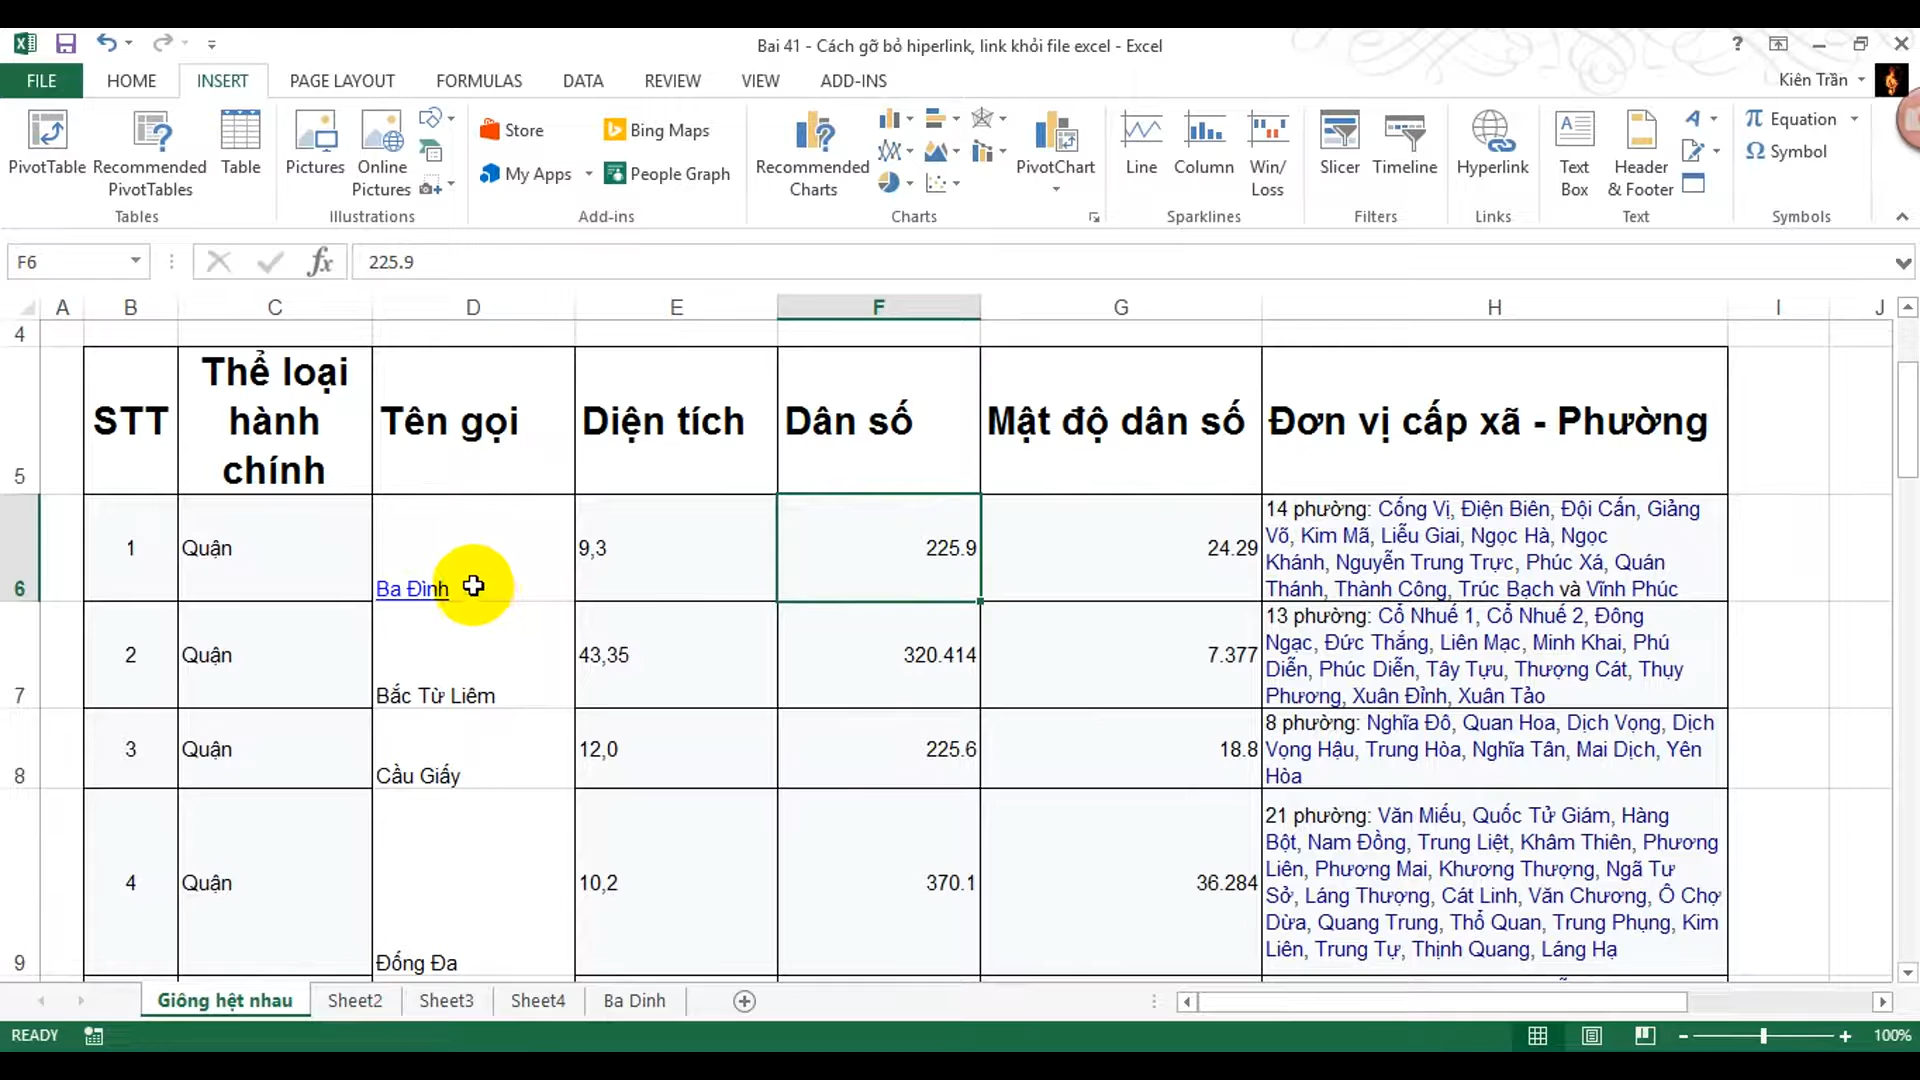 Bai 41 - Cách gỡ bỏ hiperlink, link khỏi file excel - Excel
?
FILE HOME INSERT PAGE LAYOUT FORMULAS DATA REVIEW VIEW ADD-INS
Kiên Trần
PivotTable
Recommended
PivotTables
Table
Tables
Pictures
Online
Pictures
Illustrations
Store
My Apps
Bing Maps
People Graph
Add-ins
Recommended
Charts
PivotChart
Charts
Line
Column
Win/
Loss
Sparklines
Slicer
Timeline
Filters
Hyperlink
Links
Text
Box
Header
& Footer
Text
Equation
Symbol
Symbols
F6
fx
225.9
A B C D E F G H I J
4
5
STT
Thể loại
hành
chính
Tên gọi
Diện tích
Dân số
Mật độ dân số
Đơn vị cấp xã - Phường
6
1
Quận
Ba Đình
9,3
225.9
24.29
14 phường: Cống Vị, Điện Biên, Đội Cấn, Giảng
Võ, Kim Mã, Liễu Giai, Ngọc Hà, Ngọc
Khánh, Nguyễn Trung Trực, Phúc Xá, Quán
Thánh, Thành Công, Trúc Bạch và Vĩnh Phúc
7
2
Quận
Bắc Từ Liêm
43,35
320.414
7.377
13 phường: Cổ Nhuế 1, Cổ Nhuế 2, Đông
Ngạc, Đức Thắng, Liên Mạc, Minh Khai, Phú
Diễn, Phúc Diễn, Tây Tựu, Thượng Cát, Thụy
Phương, Xuân Đỉnh, Xuân Tảo
8
3
Quận
Cầu Giấy
12,0
225.6
18.8
8 phường: Nghĩa Đô, Quan Hoa, Dịch Vọng, Dịch
Vọng Hậu, Trung Hòa, Nghĩa Tân, Mai Dịch, Yên
Hòa
9
4
Quận
Đống Đa
10,2
370.1
36.284
21 phường: Văn Miếu, Quốc Tử Giám, Hàng
Bột, Nam Đồng, Trung Liệt, Khâm Thiên, Phương
Liên, Phương Mai, Khương Thượng, Ngã Tư
Sở, Láng Thượng, Cát Linh, Văn Chương, Ô Chợ
Dừa, Quang Trung, Thổ Quan, Trung Phụng, Kim
Liên, Trung Tự, Thịnh Quang, Láng Hạ
Giông hệt nhau Sheet2 Sheet3 Sheet4 Ba Dinh
READY
100%